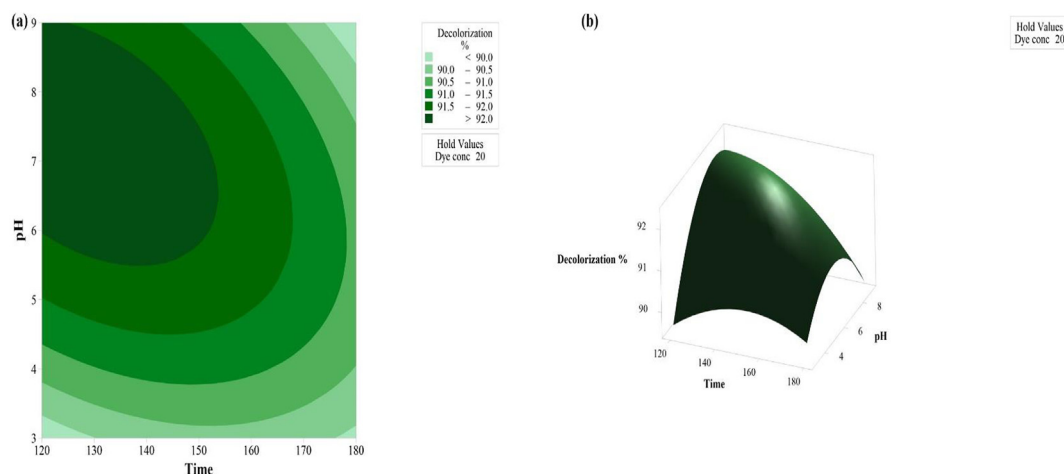 (a)
9
8
7
6
5
4
3
pH
120 130 140 150 160 170 180
Time
Decolorization
%
< 90.0
90.0 – 90.5
90.5 – 91.0
91.0 – 91.5
91.5 – 92.0
> 92.0
Hold Values
Dye conc 20
(b)
Hold Values
Dye conc 20
92
91
90
Decolorization %
120
140
160
180
Time
4
6
8
pH